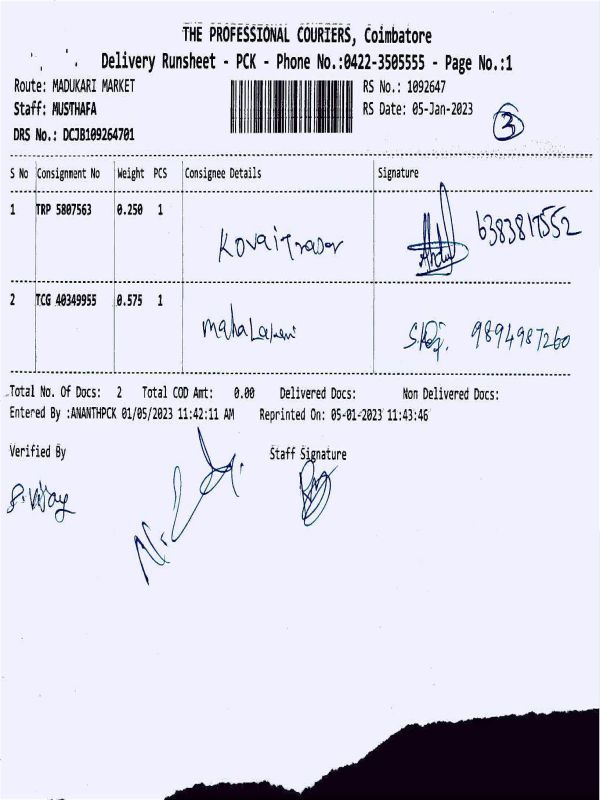 THE PROFESSIONAL COURIERS, Coimbatore
Delivery Runsheet - PCK - Phone No.:0422-3505555 - Page No.:1
Route: MADUKARI MARKET RS No.: 1092647
Staff: MUSTHAFA RS Date: 05-Jan-2023 3
DRS No.: DCJB109264701
S No Consignment No Weight PCS Consignee Details Signature
1 TRP 5807563 0.250 1 Kovai Trader 6383817552
2 TCG 40349955 0.575 1 mahaLaxmi 9894987260
Total No. Of Docs: 2 Total COD Amt: 0.00 Delivered Docs: Non Delivered Docs:
Entered By :ANANTHPCK 01/05/2023 11:42:11 AM Reprinted On: 05-01-2023 11:43:46
Verified By Staff Signature
P. Vijay